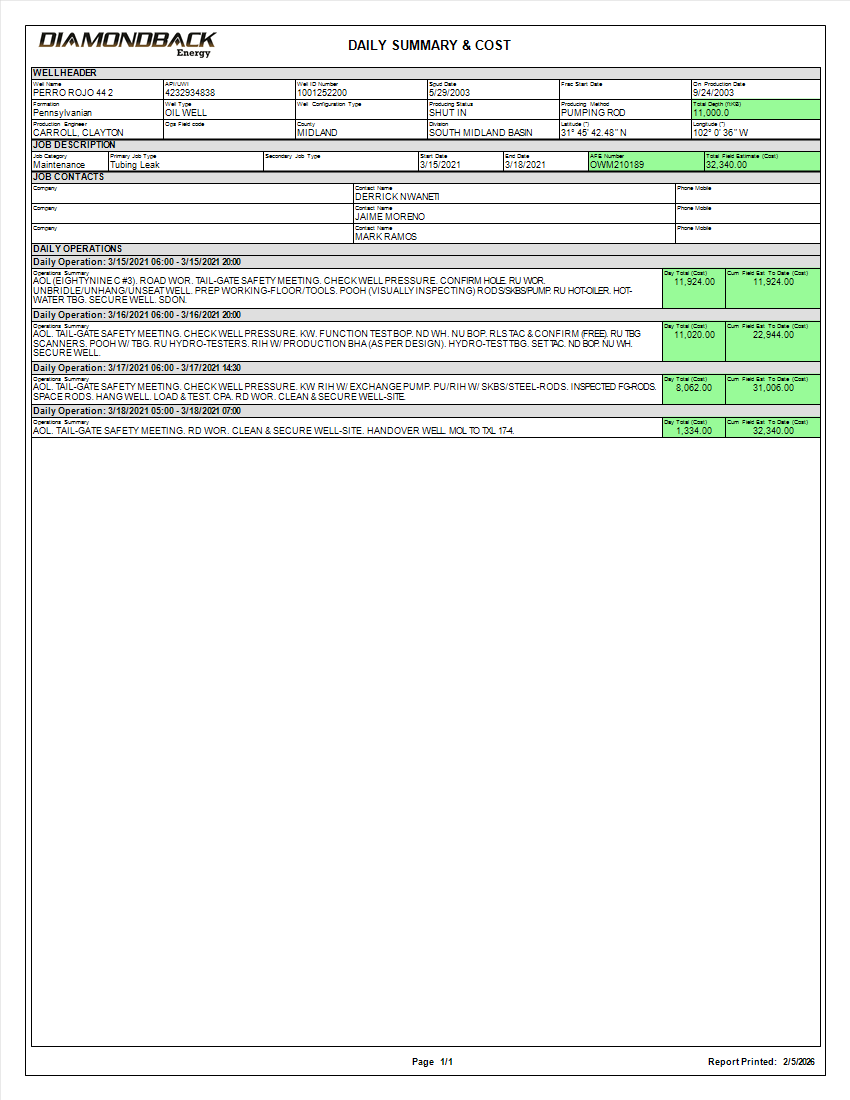 DIAMONDBACK
Energy
DAILY SUMMARY & COST
WELLHEADER
Well Name API/UWI Well ID Number Spud Date Frac Start Date On Production Date
PERRO ROJO 44 2 4232934838 1001252200 5/29/2003 9/24/2003
Formation Well Type Well Configuration Type Producing Status Producing Method Total Depth (ftKB)
Pennsylvanian OIL WELL SHUT IN PUMPING ROD 11,000.0
Production Engineer Ops Field code County Division Latitude (°) Longitude (°)
CARROLL, CLAYTON MIDLAND SOUTH MIDLAND BASIN 31° 45' 42.48" N 102° 0' 36" W
JOB DESCRIPTION
Job Category Primary Job Type Secondary Job Type Start Date End Date AFE Number Total Field Estimate (Cost)
Maintenance Tubing Leak 3/15/2021 3/18/2021 OWM210189 32,340.00
JOB CONTACTS
Company Contact Name Phone Mobile
DERRICK NWANETI
Company Contact Name Phone Mobile
JAIME MORENO
Company Contact Name Phone Mobile
MARK RAMOS
DAILY OPERATIONS
Daily Operation: 3/15/2021 06:00 - 3/15/2021 20:00
Operations Summary Day Total (Cost) Cum Field Est To Date (Cost)
AOL (EIGHTYNINE C #3). ROAD WOR. TAIL-GATE SAFETY MEETING. CHECK WELL PRESSURE. CONFIRM HOLE. RU WOR. 11,924.00 11,924.00
UNBRIDLE/UNHANG/UNSEAT WELL. PREP WORKING-FLOOR/TOOLS. POOH (VISUALLY INSPECTING) RODS/SKBS/PUMP. RU HOT-OILER. HOT-
WATER TBG. SECURE WELL. SDON.
Daily Operation: 3/16/2021 06:00 - 3/16/2021 20:00
Operations Summary Day Total (Cost) Cum Field Est To Date (Cost)
AOL. TAIL-GATE SAFETY MEETING. CHECK WELL PRESSURE. KW. FUNCTION TEST BOP. ND WH. NU BOP. RLS TAC & CONFIRM (FREE). RU TBG 11,020.00 22,944.00
SCANNERS. POOH W/ TBG. RU HYDRO-TESTERS. RIH W/ PRODUCTION BHA (AS PER DESIGN). HYDRO-TEST TBG. SET TAC. ND BOP. NU WH.
SECURE WELL.
Daily Operation: 3/17/2021 06:00 - 3/17/2021 14:30
Operations Summary Day Total (Cost) Cum Field Est To Date (Cost)
AOL. TAIL-GATE SAFETY MEETING. CHECK WELL PRESSURE. KW RIH W/ EXCHANGE PUMP. PU/RIH W/ SKBS/STEEL-RODS. INSPECTED FG-RODS. 8,062.00 31,006.00
SPACE RODS. HANG WELL. LOAD & TEST. CPA. RD WOR. CLEAN & SECURE WELL-SITE.
Daily Operation: 3/18/2021 05:00 - 3/18/2021 07:00
Operations Summary Day Total (Cost) Cum Field Est To Date (Cost)
AOL. TAIL-GATE SAFETY MEETING. RD WOR. CLEAN & SECURE WELL-SITE. HANDOVER WELL. MOL TO TXL 17-4. 1,334.00 32,340.00
Page 1/1 Report Printed: 2/5/2026